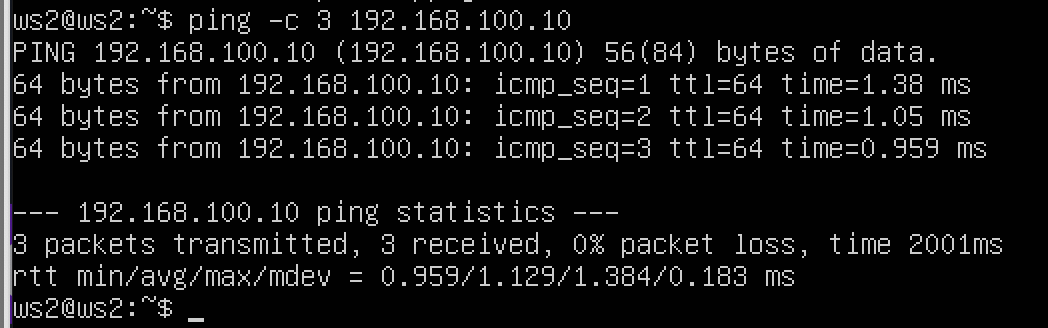 ws2@ws2:~$ ping -c 3 192.168.100.10
PING 192.168.100.10 (192.168.100.10) 56(84) bytes of data.
64 bytes from 192.168.100.10: icmp_seq=1 ttl=64 time=1.38 ms
64 bytes from 192.168.100.10: icmp_seq=2 ttl=64 time=1.05 ms
64 bytes from 192.168.100.10: icmp_seq=3 ttl=64 time=0.959 ms
--- 192.168.100.10 ping statistics ---
3 packets transmitted, 3 received, 0% packet loss, time 2001ms
rtt min/avg/max/mdev = 0.959/1.129/1.384/0.183 ms
ws2@ws2:~$ _